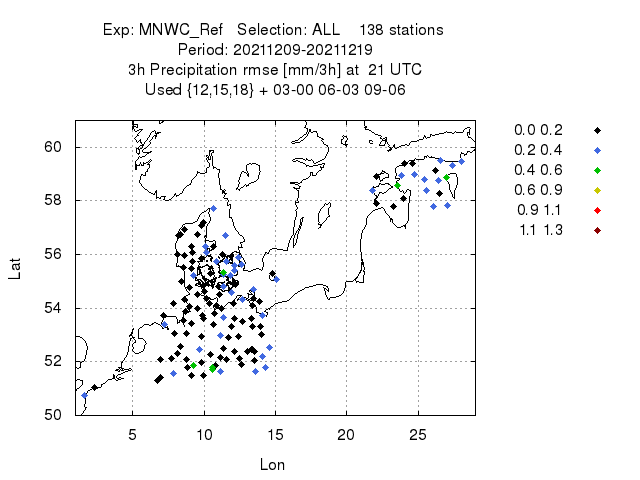 Exp: MNWC_Ref Selection: ALL 138 stations
Period: 20211209-20211219
3h Precipitation rmse [mm/3h] at 21 UTC
Used {12,15,18} + 03-00 06-03 09-06
0.0 0.2
0.2 0.4
0.4 0.6
0.6 0.9
0.9 1.1
1.1 1.3
60
58
56
54
52
50
Lat
5 10 15 20 25
Lon